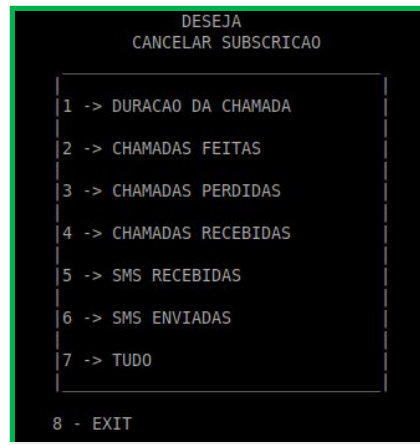 DESEJA
CANCELAR SUBSCRICAO
1 -> DURACAO DA CHAMADA
2 -> CHAMADAS FEITAS
3 -> CHAMADAS PERDIDAS
4 -> CHAMADAS RECEBIDAS
5 -> SMS RECEBIDAS
6 -> SMS ENVIADAS
7 -> TUDO
8 - EXIT